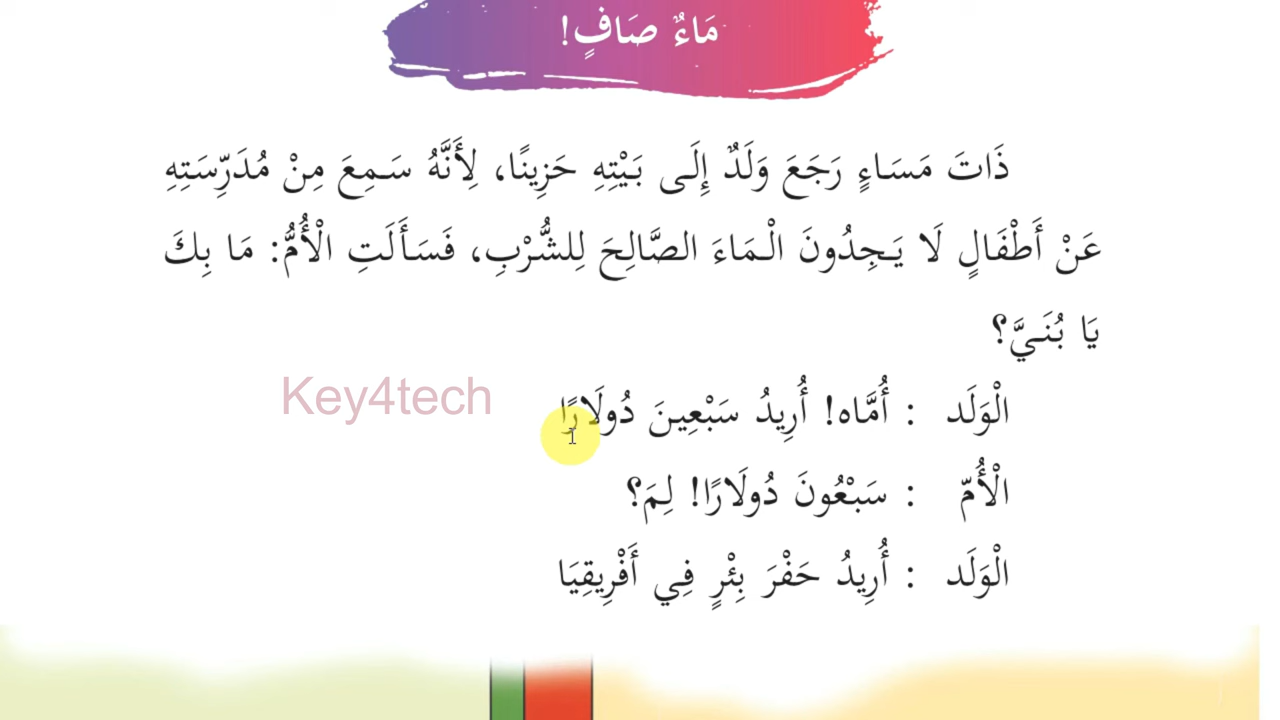 مَاءٌ صَافٍ!
ذَاتَ مَسَاءٍ رَجَعَ وَلَدٌ إِلَى بَيْتِهِ حَزِينًا، لِأَنَّهُ سَمِعَ مِنْ مُدَرِّسَتِهِ
عَنْ أَطْفَالٍ لَا يَجِدُونَ الْمَاءَ الصَّالِحَ لِلشُّرْبِ، فَسَأَلَتِ الْأُمُّ: مَا بِكَ
يَا بُنَيَّ؟
الْوَلَد : أُمَّاه! أُرِيدُ سَبْعِينَ دُولَارًا
Key4tech
الْأُمّ : سَبْعُونَ دُولَارًا! لِمَ؟
الْوَلَد : أُرِيدُ حَفْرَ بِئْرٍ فِي أَفْرِيقِيَا